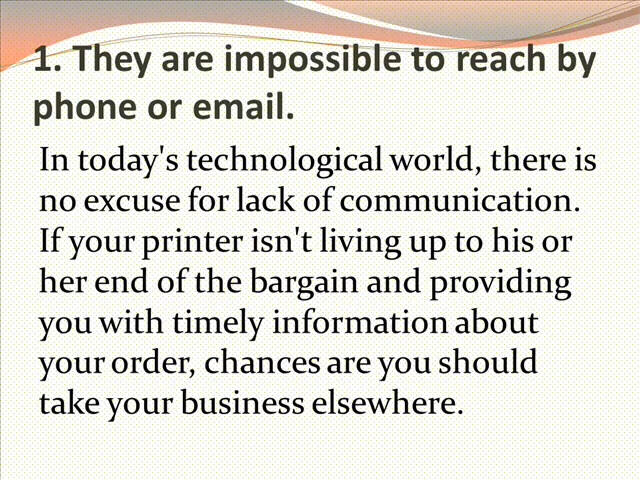 1. They are impossible to reach by
phone or email.
In today's technological world, there is
no excuse for lack of communication.
If your printer isn't living up to his or
her end of the bargain and providing
you with timely information about
your order, chances are you should
take your business elsewhere.